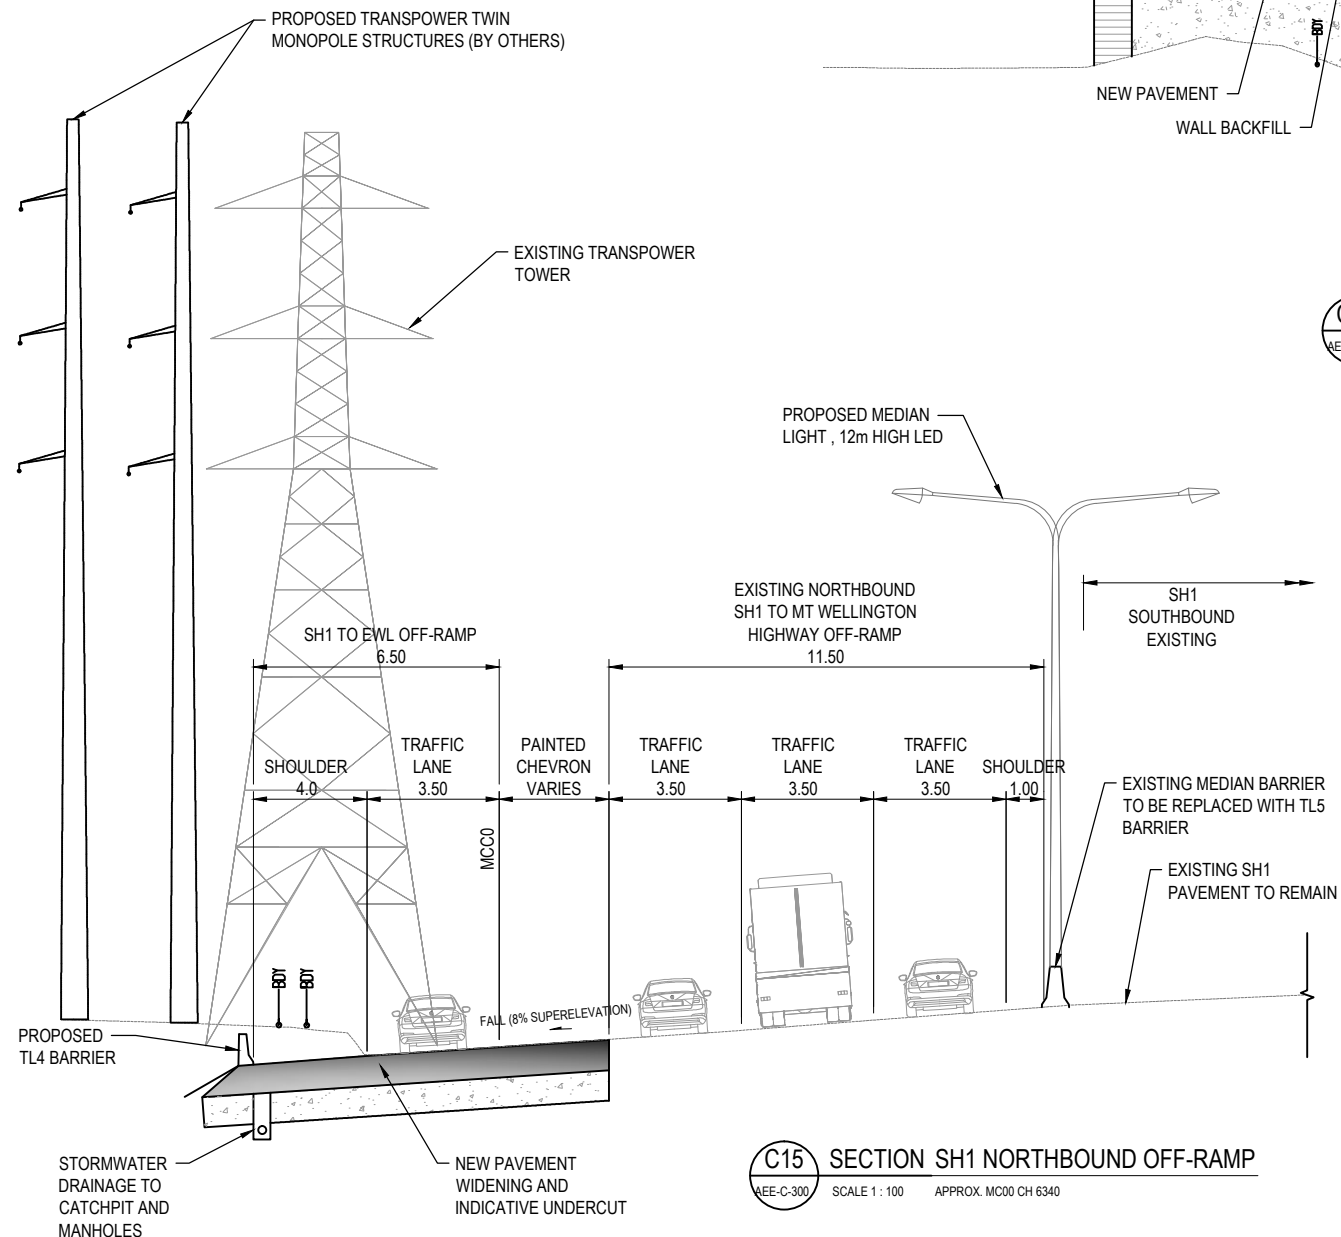 PROPOSED TRANSPOWER TWIN
MONOPOLE STRUCTURES (BY OTHERS)
BDY
NEW PAVEMENT
WALL BACKFILL
EXISTING TRANSPOWER
TOWER
PROPOSED MEDIAN
LIGHT , 12m HIGH LED
SH1 TO EWL OFF-RAMP
6.50
EXISTING NORTHBOUND
SH1 TO MT WELLINGTON
HIGHWAY OFF-RAMP
11.50
SH1
SOUTHBOUND
EXISTING
SHOULDER
4.0
TRAFFIC
LANE
3.50
PAINTED
CHEVRON
VARIES
TRAFFIC
LANE
3.50
TRAFFIC
LANE
3.50
TRAFFIC
LANE
3.50
SHOULDER
1.00
MCC0
EXISTING MEDIAN BARRIER
TO BE REPLACED WITH TL5
BARRIER
EXISTING SH1
PAVEMENT TO REMAIN
BDY
BDY
FALL (8% SUPERELEVATION)
PROPOSED
TL4 BARRIER
STORMWATER
DRAINAGE TO
CATCHPIT AND
MANHOLES
NEW PAVEMENT
WIDENING AND
INDICATIVE UNDERCUT
C15 SECTION SH1 NORTHBOUND OFF-RAMP
AEE-C-300 SCALE 1 : 100 APPROX. MC00 CH 6340